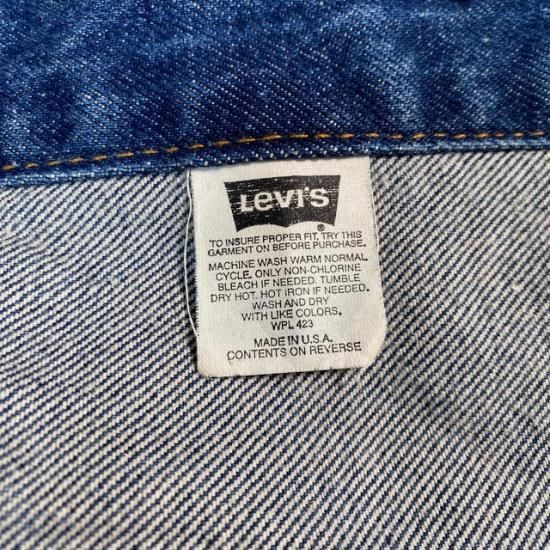 Levi's
®
TO INSURE PROPER FIT, TRY THIS
GARMENT ON BEFORE PURCHASE.
MACHINE WASH WARM NORMAL
CYCLE. ONLY NON-CHLORINE
BLEACH IF NEEDED. TUMBLE
DRY HOT. HOT IRON IF NEEDED.
WASH AND DRY
WITH LIKE COLORS.
WPL 423
MADE IN U.S.A.
CONTENTS ON REVERSE